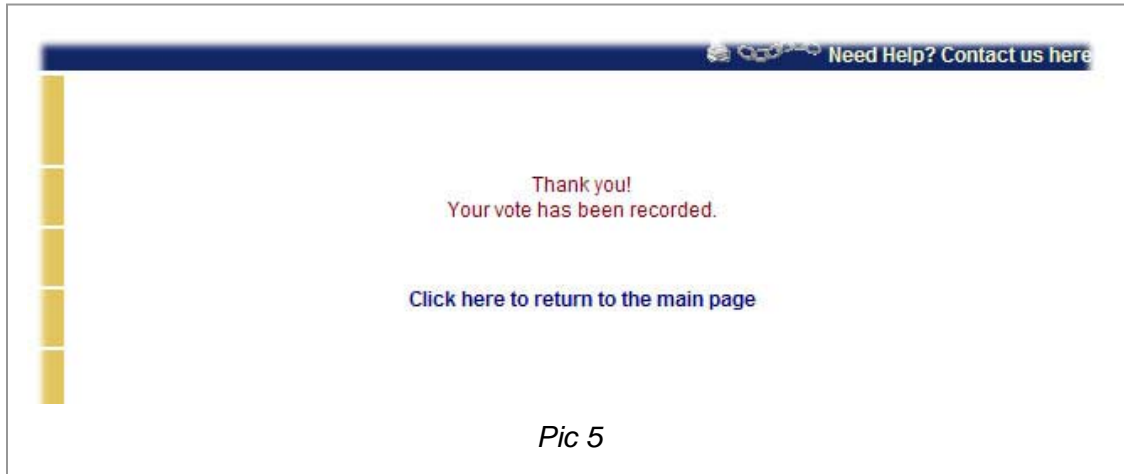 Need Help? Contact us here
Thank you!
Your vote has been recorded.
Click here to return to the main page
Pic 5